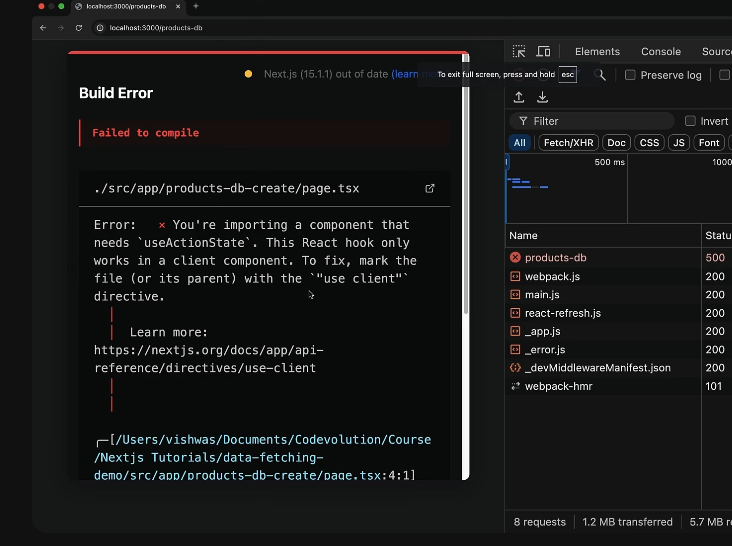 localhost:3000/products-db
localhost:3000/products-db
Next.js (15.1.1) out of date (learn
To exit full screen, press and hold esc
Build Error
Failed to compile
./src/app/products-db-create/page.tsx
Error: × You're importing a component that
needs `useActionState`. This React hook only
works in a client component. To fix, mark the
file (or its parent) with the `"use client"`
directive.
Learn more:
https://nextjs.org/docs/app/api-
reference/directives/use-client
╭─[/Users/vishwas/Documents/Codevolution/Course
/Nextjs Tutorials/data-fetching-
demo/src/app/products-db-create/page.tsx:4:1]
Elements Console Sourc
Preserve log
Filter Invert
All Fetch/XHR Doc CSS JS Font
500 ms 1000
Name Statu
products-db 500
webpack.js 200
main.js 200
react-refresh.js 200
_app.js 200
_error.js 200
_devMiddlewareManifest.json 200
webpack-hmr 101
8 requests 1.2 MB transferred 5.7 MB r